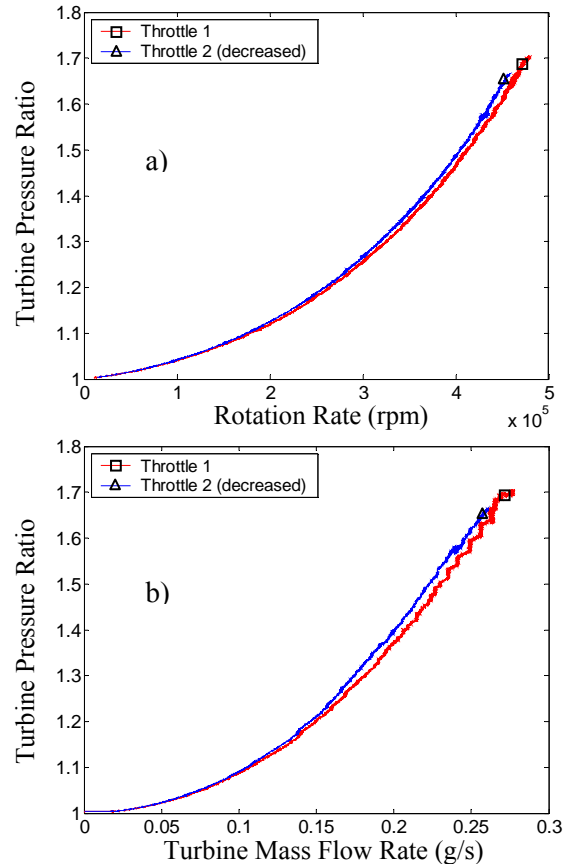 1.8
Throttle 1
Throttle 2 (decreased)
1.7
1.6
1.5
1.4
1.3
1.2
1.1
1
Turbine Pressure Ratio
a)
0 1 2 3 4 5
Rotation Rate (rpm) x 10^5
1.8
Throttle 1
Throttle 2 (decreased)
1.7
1.6
1.5
1.4
1.3
1.2
1.1
1
Turbine Pressure Ratio
b)
0 0.05 0.1 0.15 0.2 0.25 0.3
Turbine Mass Flow Rate (g/s)